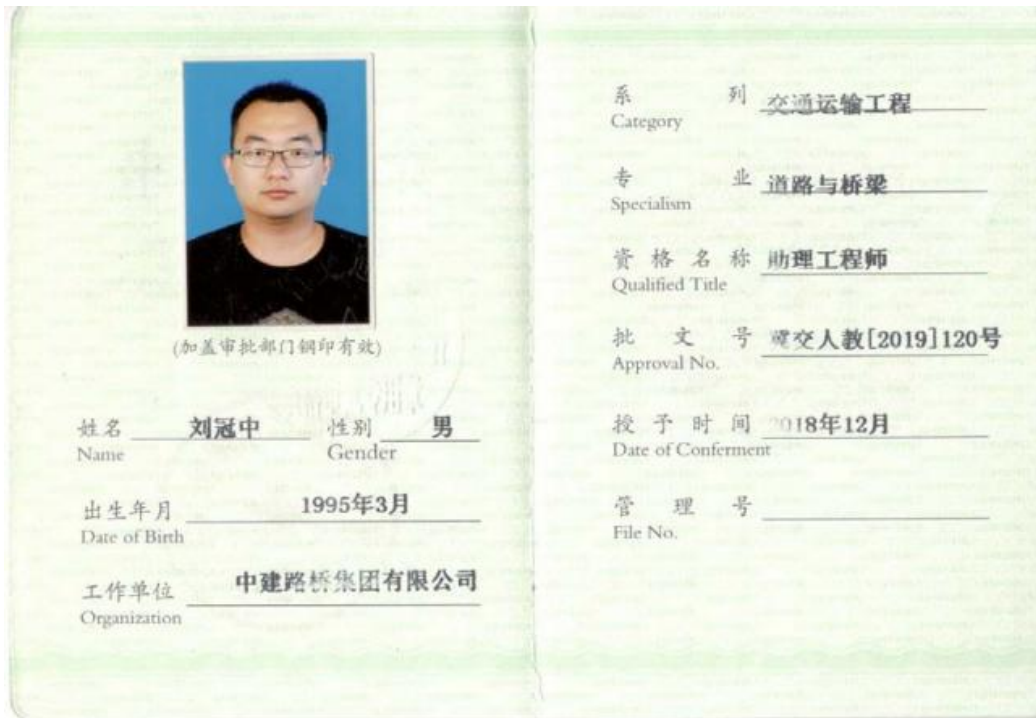 (加盖审批部门钢印有效)
姓名 刘冠中 性别 男
Name Gender
出生年月 1995年3月
Date of Birth
工作单位 中建路桥集团有限公司
Organization
系 列 交通运输工程
Category
专 业 道路与桥梁
Specialism
资 格 名 称 助理工程师
Qualified Title
批 文 号 冀交人教[2019]120号
Approval No.
授 予 时 间 2018年12月
Date of Conferment
管 理 号
File No.